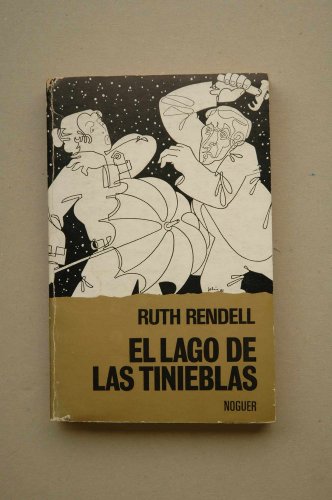 RUTH RENDELL
EL LAGO DE
LAS TINIEBLAS
NOGUER